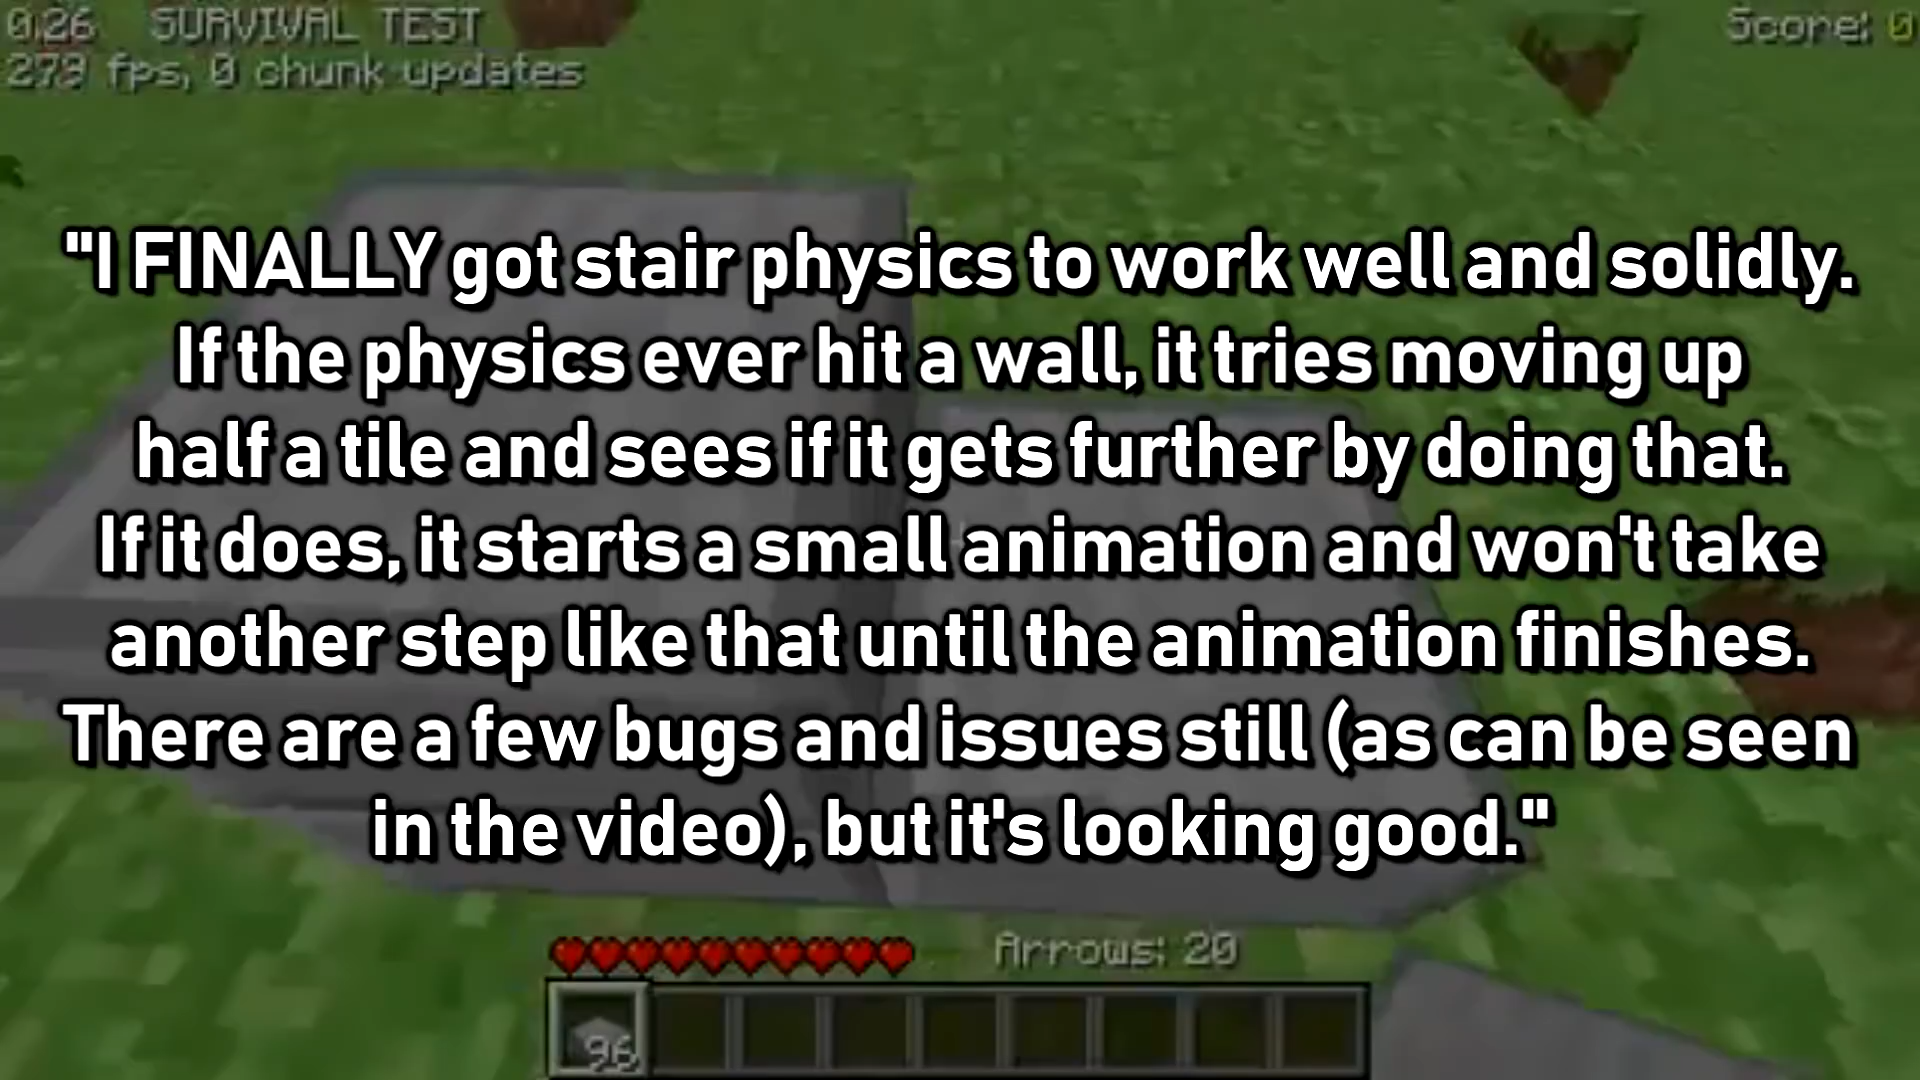 0.26 SURVIVAL TEST
Score: 0
279 fps, 0 chunk updates
"I FINALLY got stair physics to work well and solidly.
If the physics ever hit a wall, it tries moving up
half a tile and sees if it gets further by doing that.
If it does, it starts a small animation and won't take
another step like that until the animation finishes.
There are a few bugs and issues still (as can be seen
in the video), but it's looking good."
Arrows: 20
96